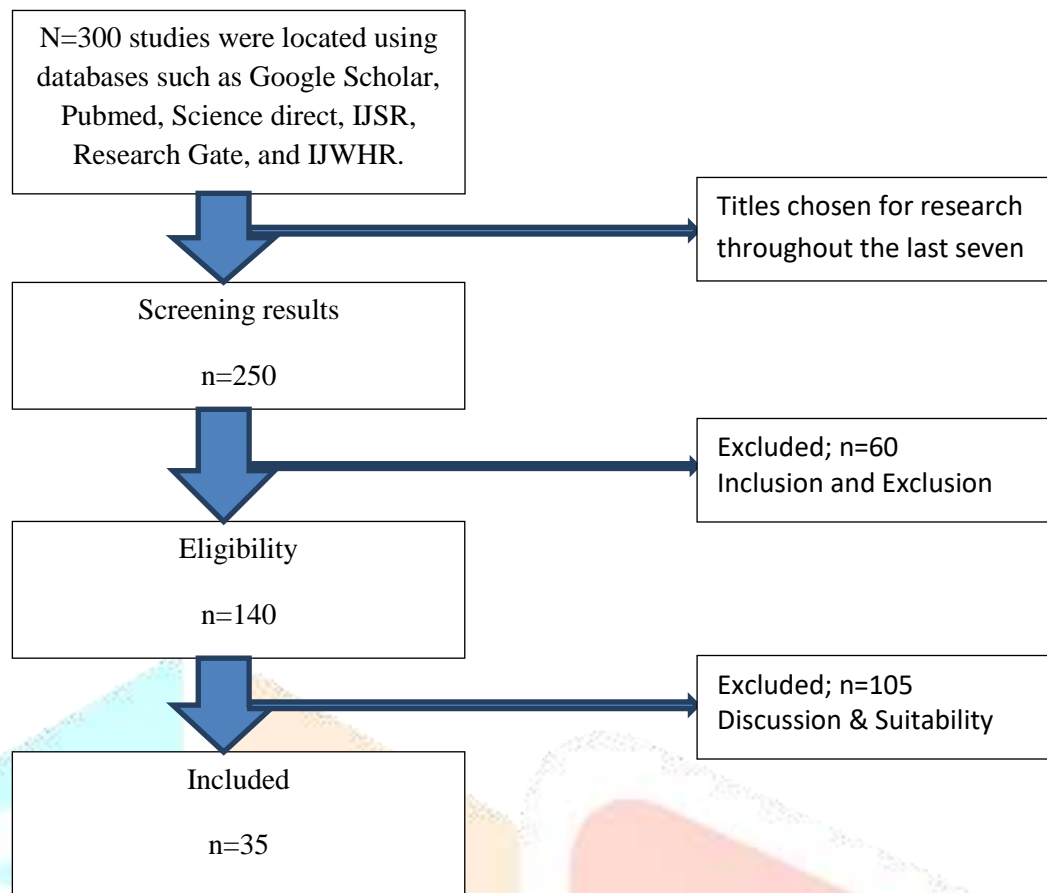 N=300 studies were located using
databases such as Google Scholar,
Pubmed, Science direct, IJSR,
Research Gate, and IJWHR.
Titles chosen for research
throughout the last seven
Screening results
n=250
Excluded; n=60
Inclusion and Exclusion
Eligibility
n=140
Excluded; n=105
Discussion & Suitability
Included
n=35